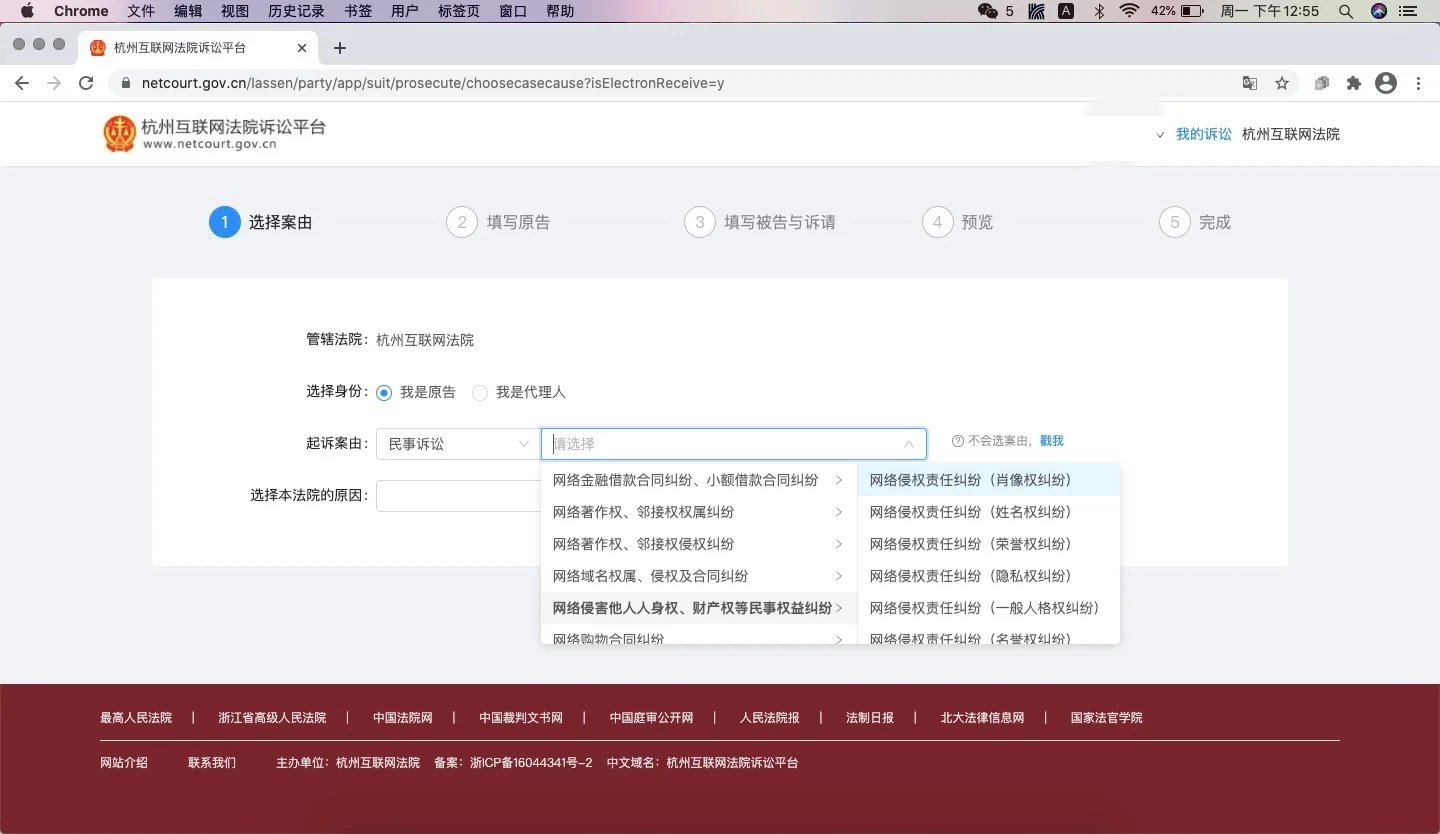 Chrome 文件 编辑 视图 历史记录 书签 用户 标签页 窗口 帮助 5 A 42% 周一 下午12:55
杭州互联网法院诉讼平台
netcourt.gov.cn/lassen/party/app/suit/prosecute/choosecasecause?isElectronReceive=y
杭州互联网法院诉讼平台
www.netcourt.gov.cn
我的诉讼 杭州互联网法院
1 选择案由 2 填写原告 3 填写被告与诉请 4 预览 5 完成
管辖法院: 杭州互联网法院
选择身份: 我是原告 我是代理人
起诉案由: 民事诉讼 请选择 不会选案由, 戳我
网络金融借款合同纠纷、小额借款合同纠纷 网络侵权责任纠纷（肖像权纠纷）
选择本法院的原因:
网络著作权、邻接权权属纠纷 网络侵权责任纠纷（姓名权纠纷）
网络著作权、邻接权侵权纠纷 网络侵权责任纠纷（荣誉权纠纷）
网络域名权属、侵权及合同纠纷 网络侵权责任纠纷（隐私权纠纷）
网络侵害他人人身权、财产权等民事权益纠纷 网络侵权责任纠纷（一般人格权纠纷）
网络购物合同纠纷 网络侵权责任纠纷（名誉权纠纷）
最高人民法院 | 浙江省高级人民法院 | 中国法院网 | 中国裁判文书网 | 中国庭审公开网 | 人民法院报 | 法制日报 | 北大法律信息网 | 国家法官学院
网站介绍 联系我们 主办单位: 杭州互联网法院 备案: 浙ICP备16044341号-2 中文域名: 杭州互联网法院诉讼平台